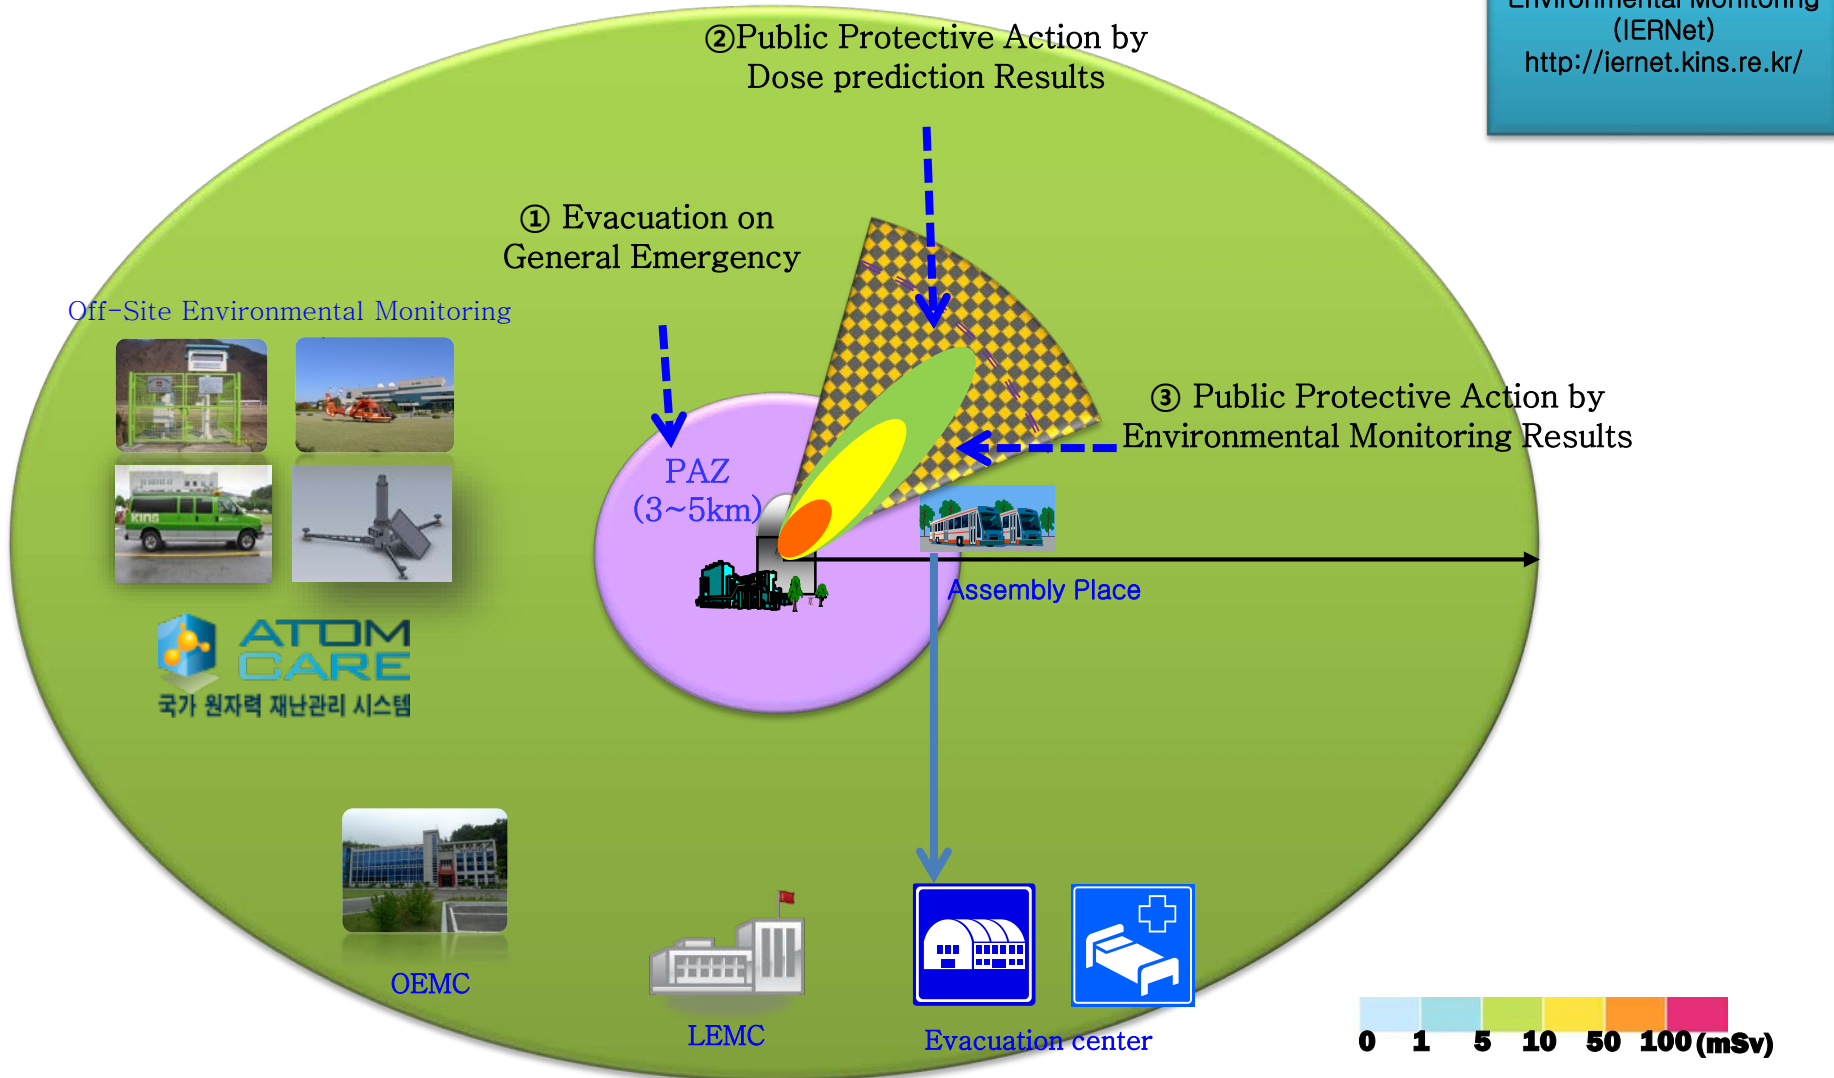 Environmental Monitoring
(IERNet)
http://iernet.kins.re.kr/
②Public Protective Action by
Dose prediction Results
① Evacuation on
General Emergency
Off-Site Environmental Monitoring
③ Public Protective Action by
Environmental Monitoring Results
PAZ
(3~5km)
KINS
Assembly Place
ATOM
CARE
국가 원자력 재난관리 시스템
OEMC
LEMC
Evacuation center
0 1 5 10 50 100 (mSv)